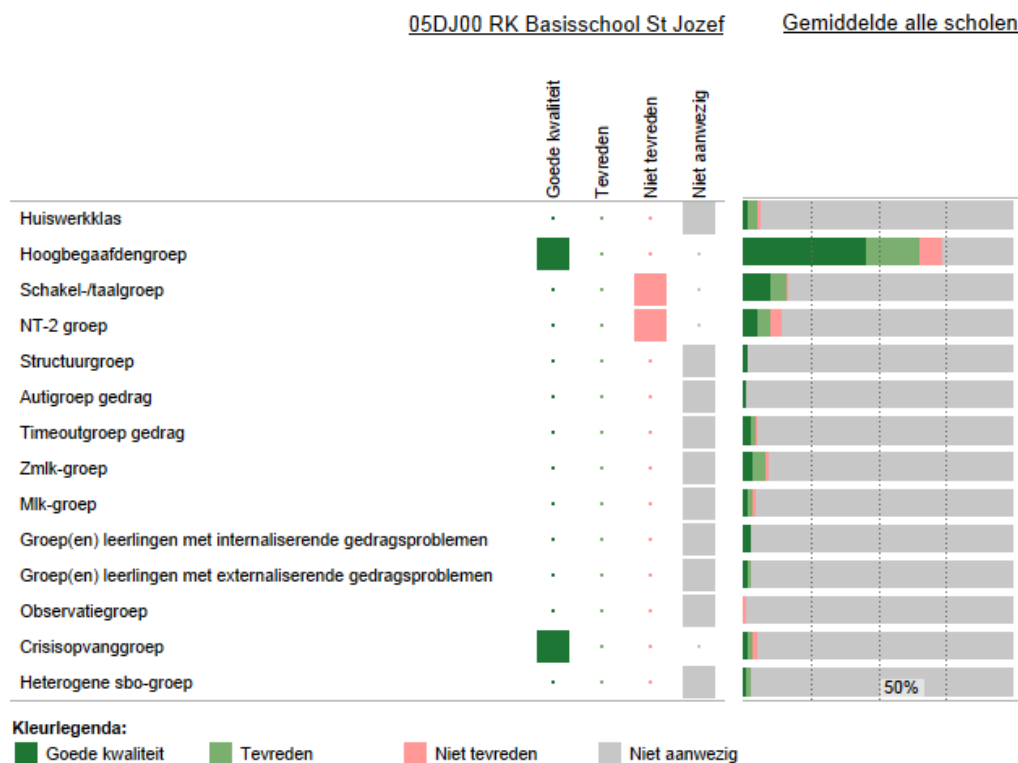 05DJ00 RK Basisschool St Jozef
Gemiddelde alle scholen
Goede kwaliteit
Tevreden
Niet tevreden
Niet aanwezig
Huiswerkklas
Hoogbegaafdengroep
Schakel-/taalgroep
NT-2 groep
Structuurgroep
Autigroep gedrag
Timeoutgroep gedrag
Zmlk-groep
Mlk-groep
Groep(en) leerlingen met internaliserende gedragsproblemen
Groep(en) leerlingen met externaliserende gedragsproblemen
Observatiegroep
Crisisopvanggroep
Heterogene sbo-groep
50%
Kleurlegenda:
Goede kwaliteit
Tevreden
Niet tevreden
Niet aanwezig